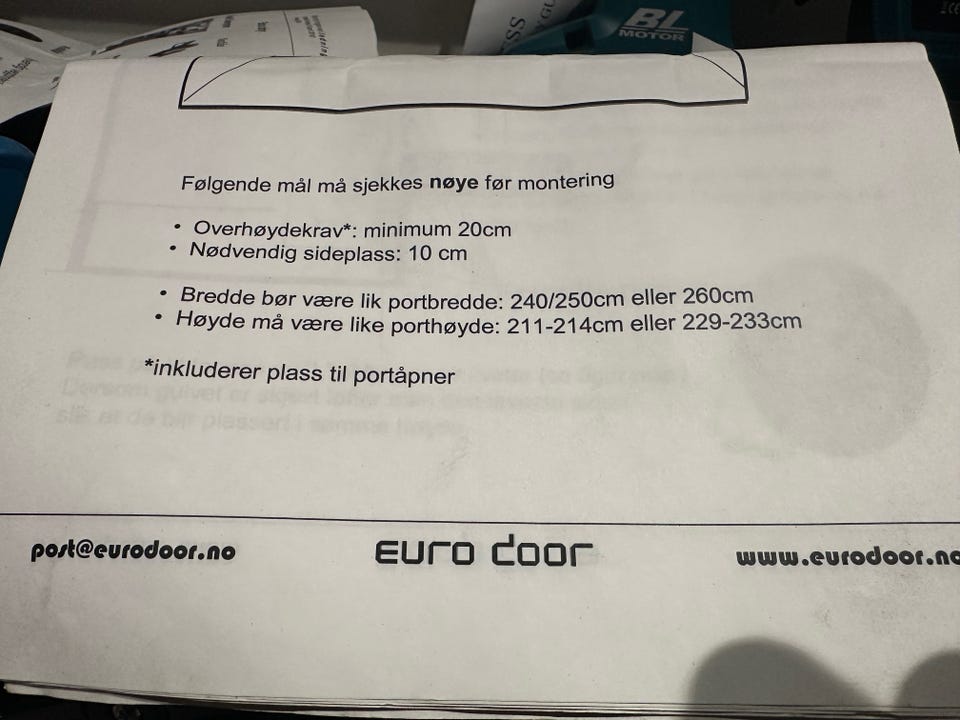 BL
MOTOR
Følgende mål må sjekkes nøye før montering
• Overhøydekrav*: minimum 20cm
• Nødvendig sideplass: 10 cm
• Bredde bør være lik portbredde: 240/250cm eller 260cm
• Høyde må være like porthøyde: 211-214cm eller 229-233cm
*inkluderer plass til portåpner
post@eurodoor.no
EURO door
www.eurodoor.no